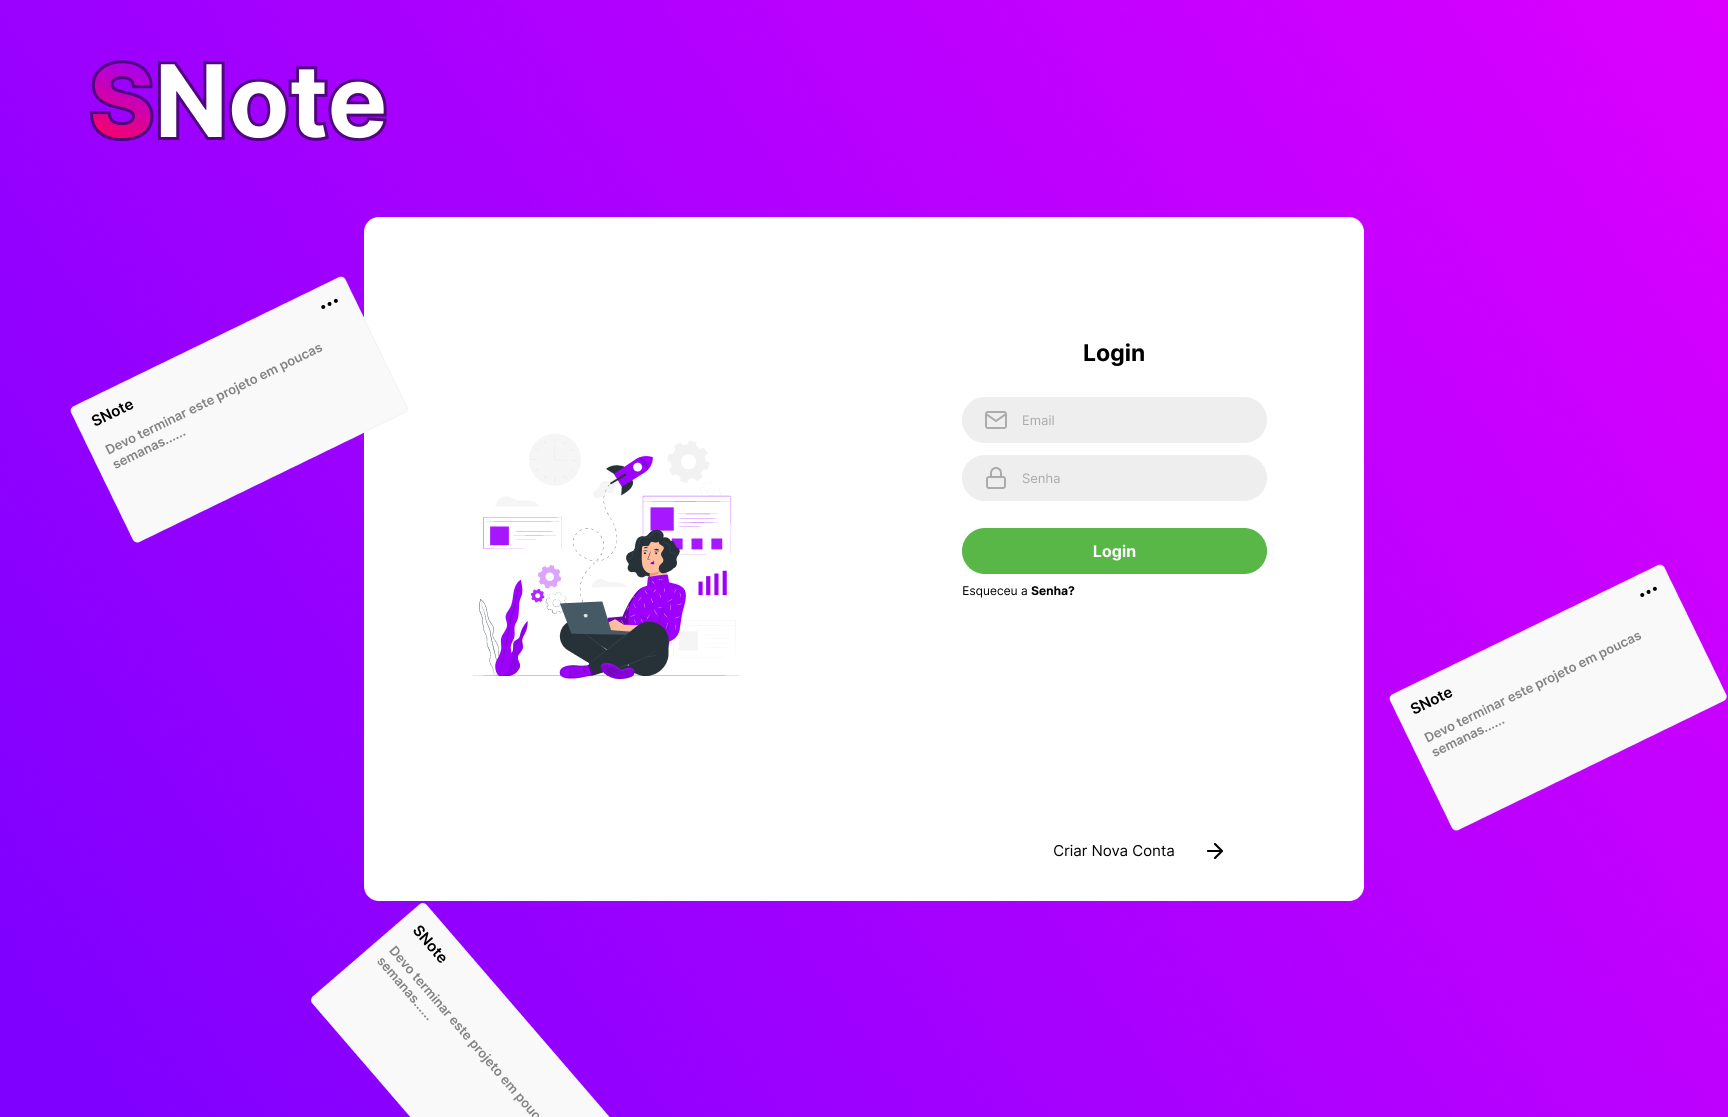 SNote
SNote
Devo terminar este projeto em poucas
semanas......
Login
Email
Senha
Login
Esqueceu a Senha?
Criar Nova Conta
SNote
Devo terminar este projeto em poucas
semanas......
SNote
Devo terminar este projeto em pouc
semanas......